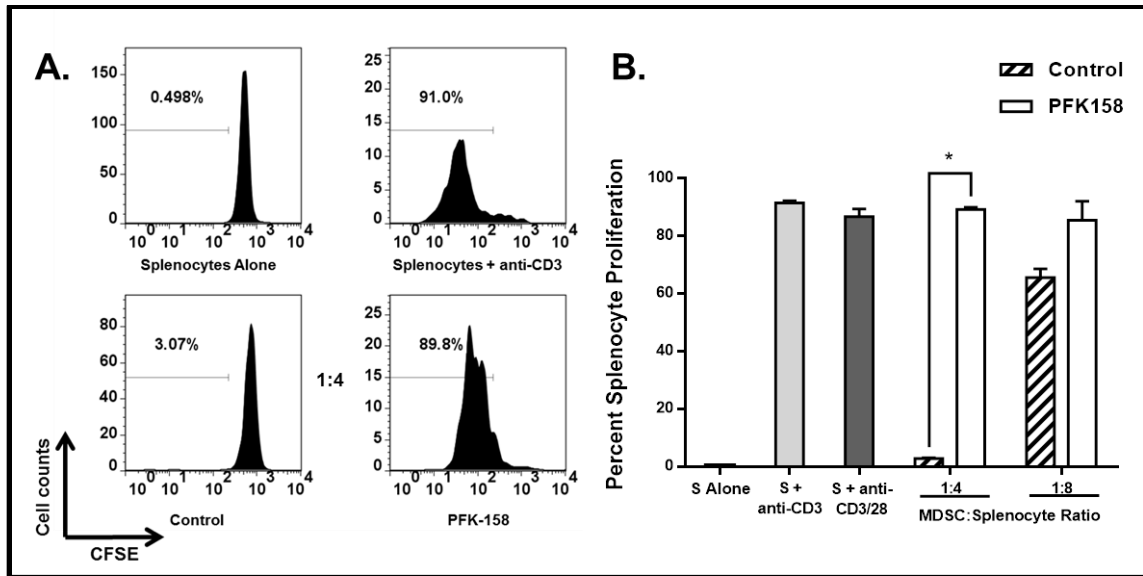 A.
150
100
50
0
0.498%
10^0 10^1 10^2 10^3 10^4
Splenocytes Alone
25
20
15
10
5
0
91.0%
10^0 10^1 10^2 10^3 10^4
Splenocytes + anti-CD3
80
60
40
20
0
3.07%
10^0 10^1 10^2 10^3 10^4
Control
1:4
25
20
15
10
5
0
89.8%
10^0 10^1 10^2 10^3 10^4
PFK-158
Cell counts
CFSE
B.
Control
PFK158
Percent Splenocyte Proliferation
100
80
60
40
20
0
*
S Alone
S +
anti-CD3
S + anti-
CD3/28
1:4
1:8
MDSC:Splenocyte Ratio